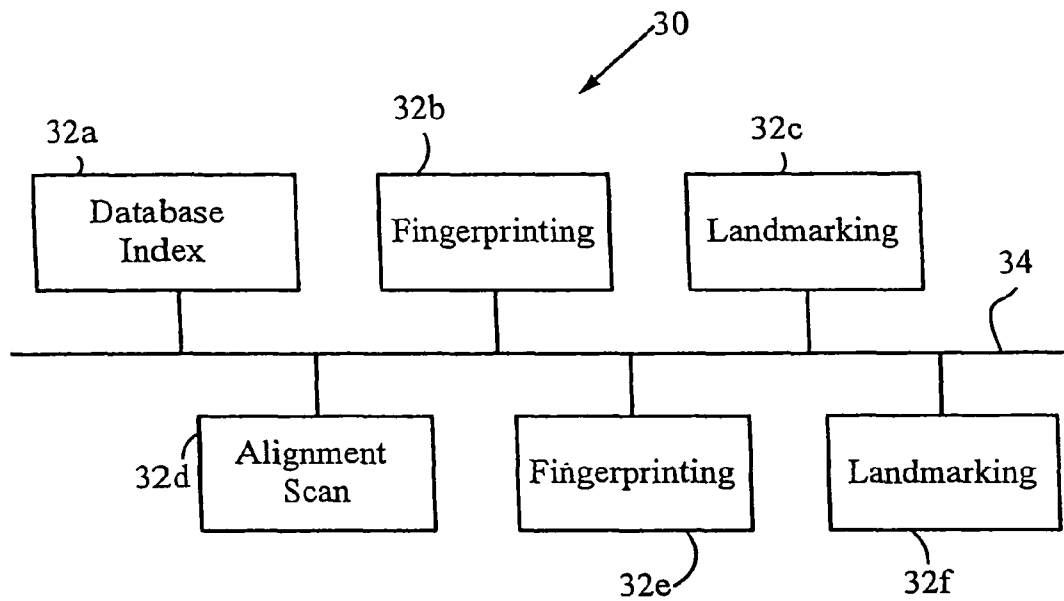 30
32a
32b
32c
Database
Index
Fingerprinting
Landmarking
34
32d
Alignment
Scan
Fingerprinting
Landmarking
32e
32f